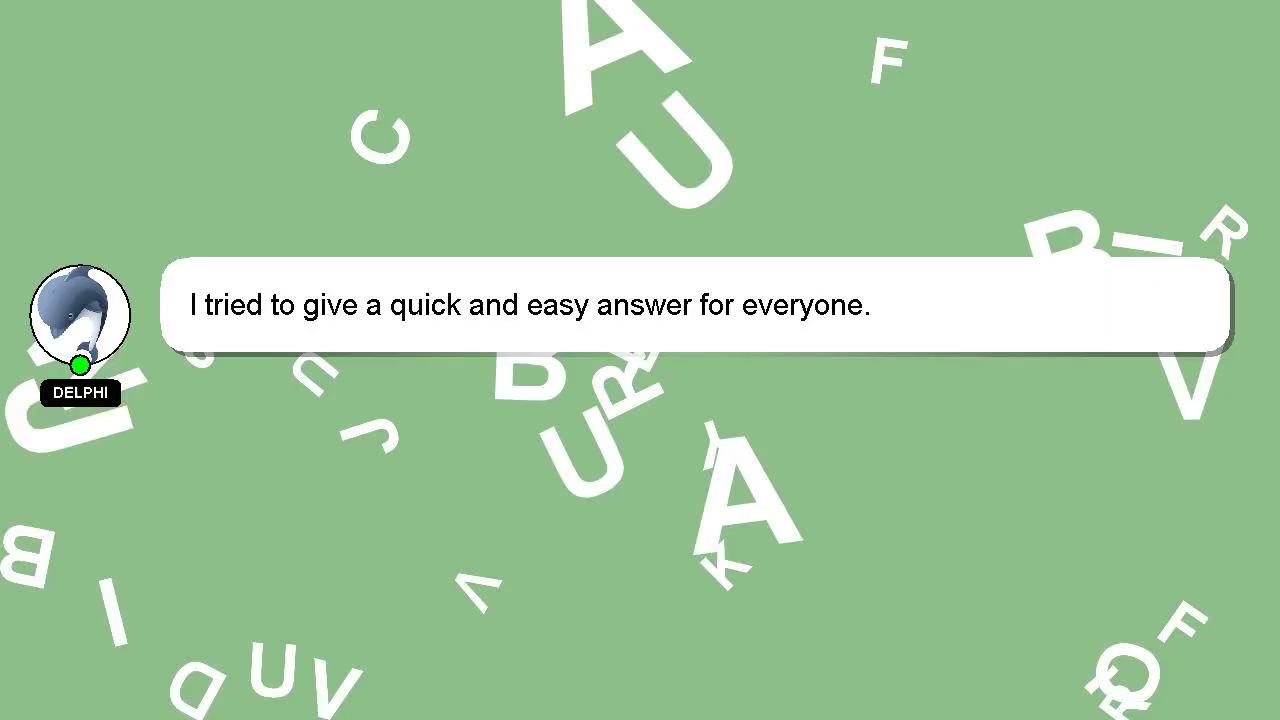 A
F
C
U
R
B
I
I tried to give a quick and easy answer for everyone.
DELPHI
U
B
R
V
J
U
A
K
B
I
V
F
D
U
V
Q
R